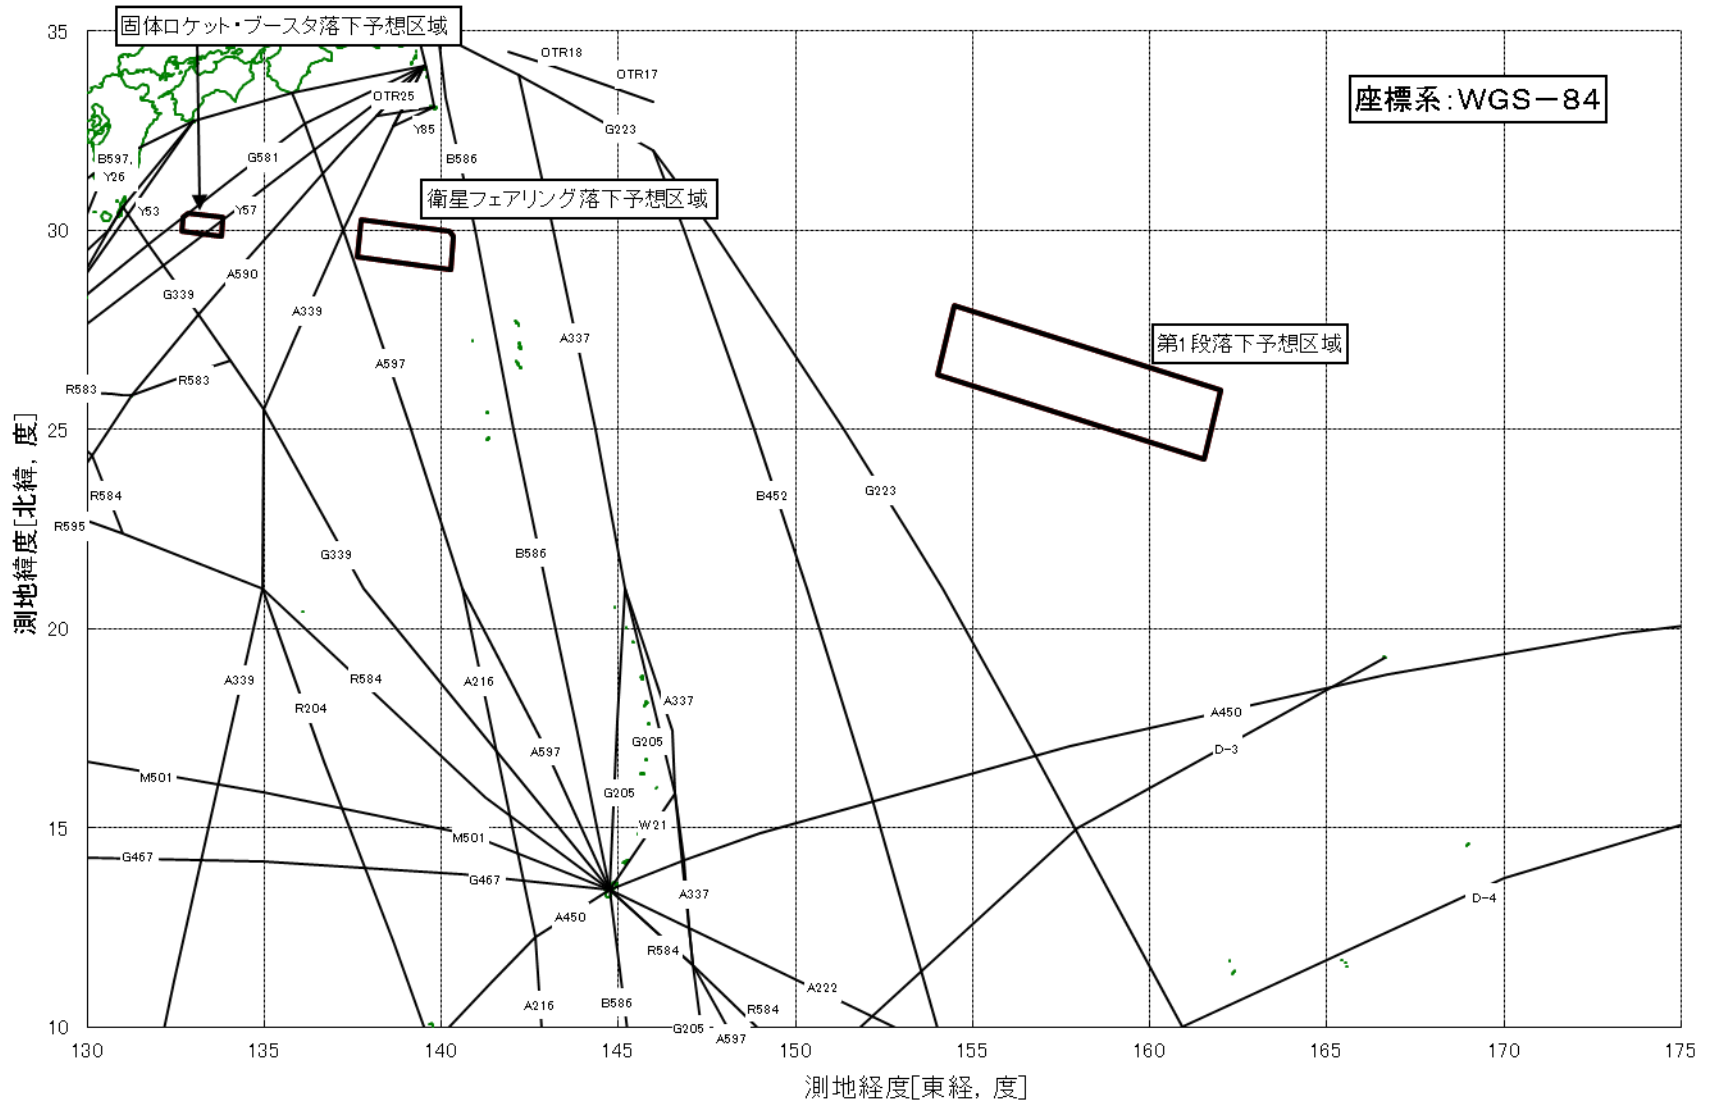 固体ロケット・ブースタ落下予想区域
座標系：WGS－84
衛星フェアリング落下予想区域
第1段落下予想区域
OTR18
OTR17
OTR25
Y85
G223
B597,
Y26
G581
B586
Y53
Y57
A590
G339
A339
A337
A597
R583
R583
R584
R595
B452
G223
G339
B586
A339
R584
R204
A216
A337
G205
A597
A450
D-3
M501
G205
W21
M501
G467
G467
A337
A450
D-4
R584
A222
A216
B586
R584
G205
A597
35
30
25
20
15
10
130
135
140
145
150
155
160
165
170
175
測地緯度[北緯, 度]
測地経度[東経, 度]